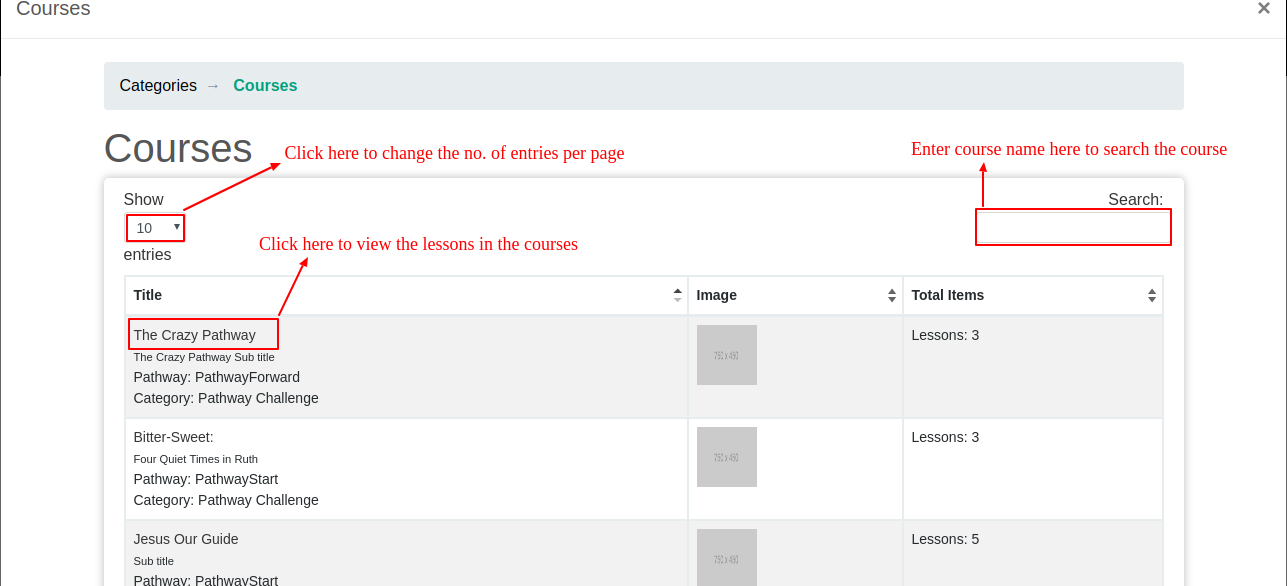 Courses
×
Categories → Courses
Courses
Click here to change the no. of entries per page
Enter course name here to search the course
Show
Search:
10
Click here to view the lessons in the courses
entries
Title
Image
Total Items
The Crazy Pathway
The Crazy Pathway Sub title
Pathway: PathwayForward
Category: Pathway Challenge
750 x 450
Lessons: 3
Bitter-Sweet:
Four Quiet Times in Ruth
Pathway: PathwayStart
Category: Pathway Challenge
750 x 450
Lessons: 3
Jesus Our Guide
Sub title
Pathway: PathwayStart
750 x 450
Lessons: 5